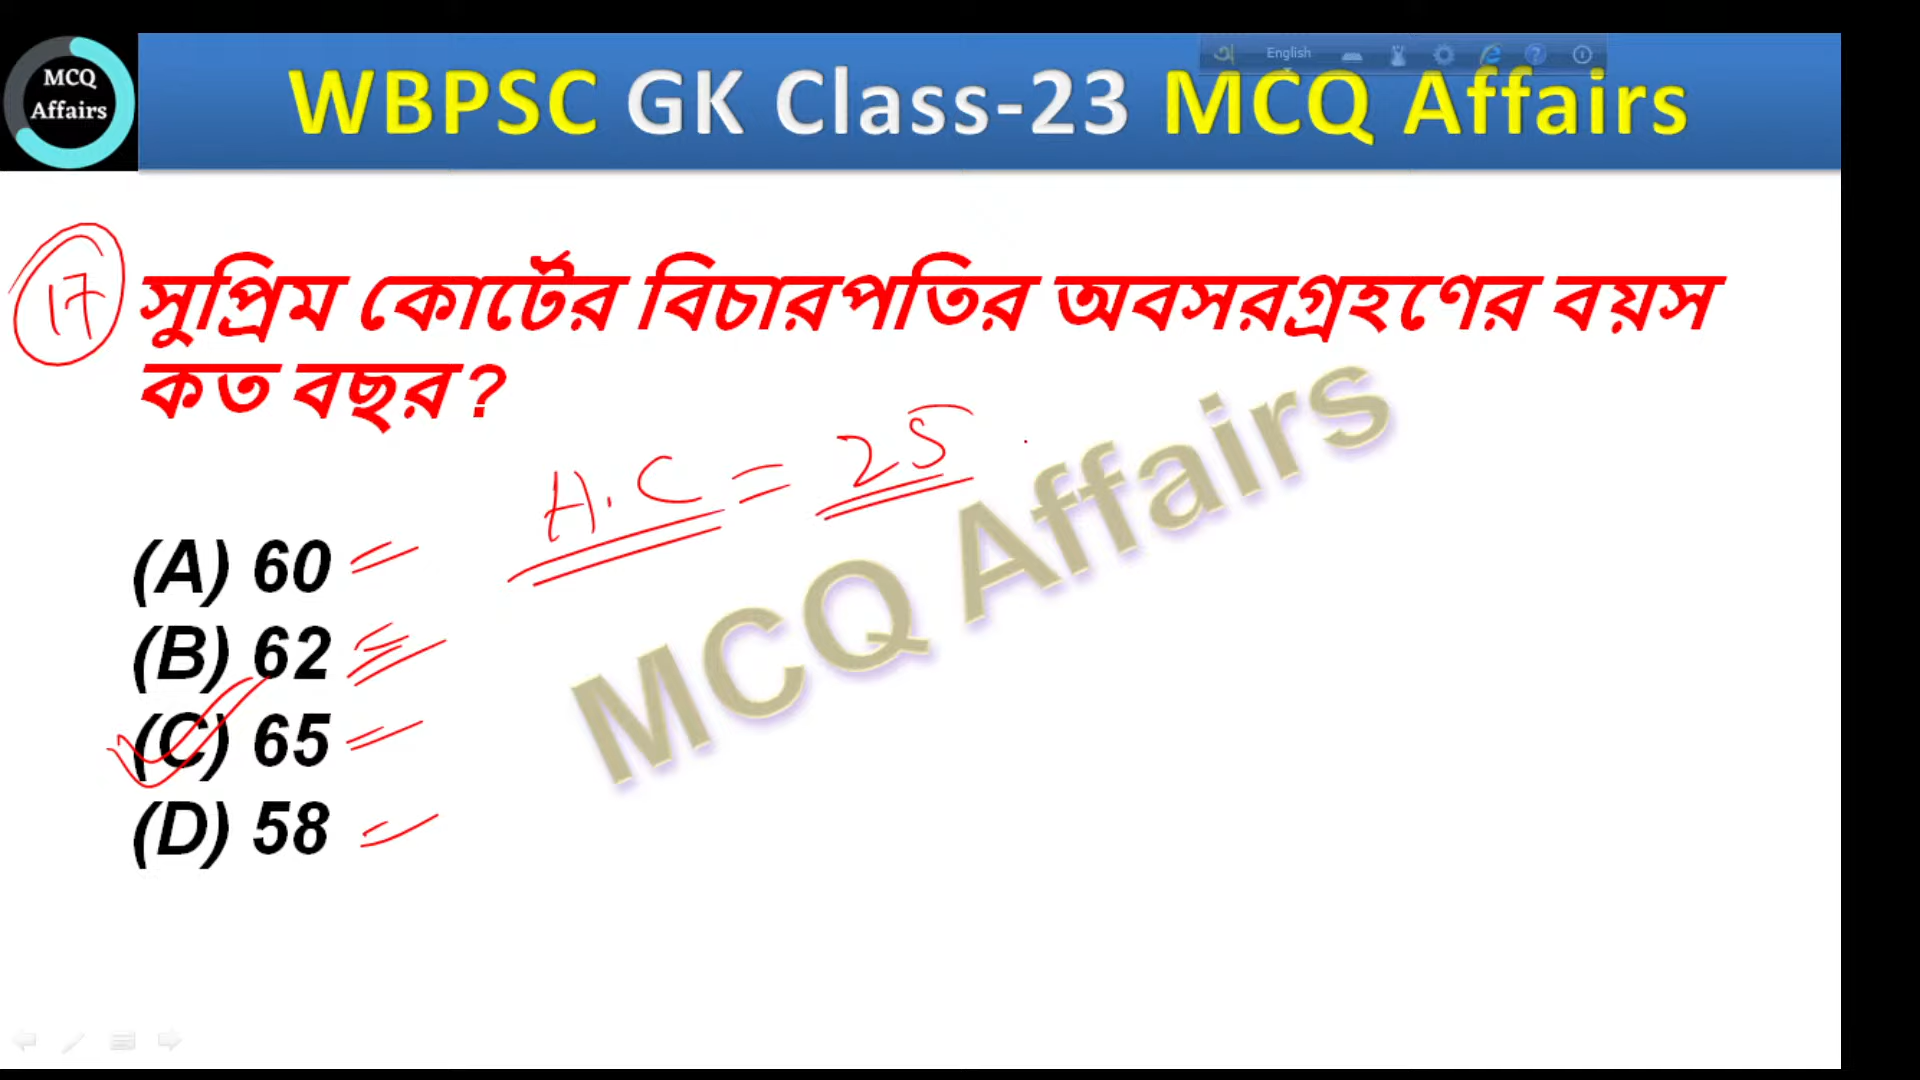 MCQ
Affairs
English
WBPSC GK Class-23 MCQ Affairs
17
সুপ্রিম কোর্টের বিচারপতির অবসরগ্রহণের বয়স
কত বছর?
H.C = 25
(A) 60
(B) 62
(C) 65
(D) 58
MCQ Affairs